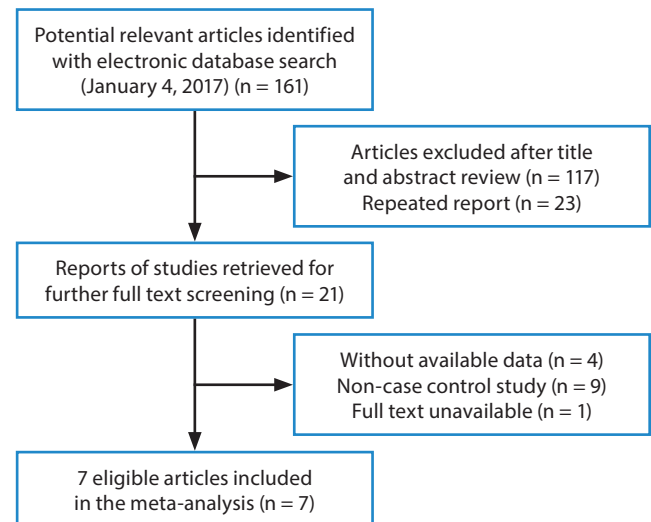 Potential relevant articles identified
with electronic database search
(January 4, 2017) (n = 161)
Articles excluded after title
and abstract review (n = 117)
Repeated report (n = 23)
Reports of studies retrieved for
further full text screening (n = 21)
Without available data (n = 4)
Non-case control study (n = 9)
Full text unavailable (n = 1)
7 eligible articles included
in the meta-analysis (n = 7)